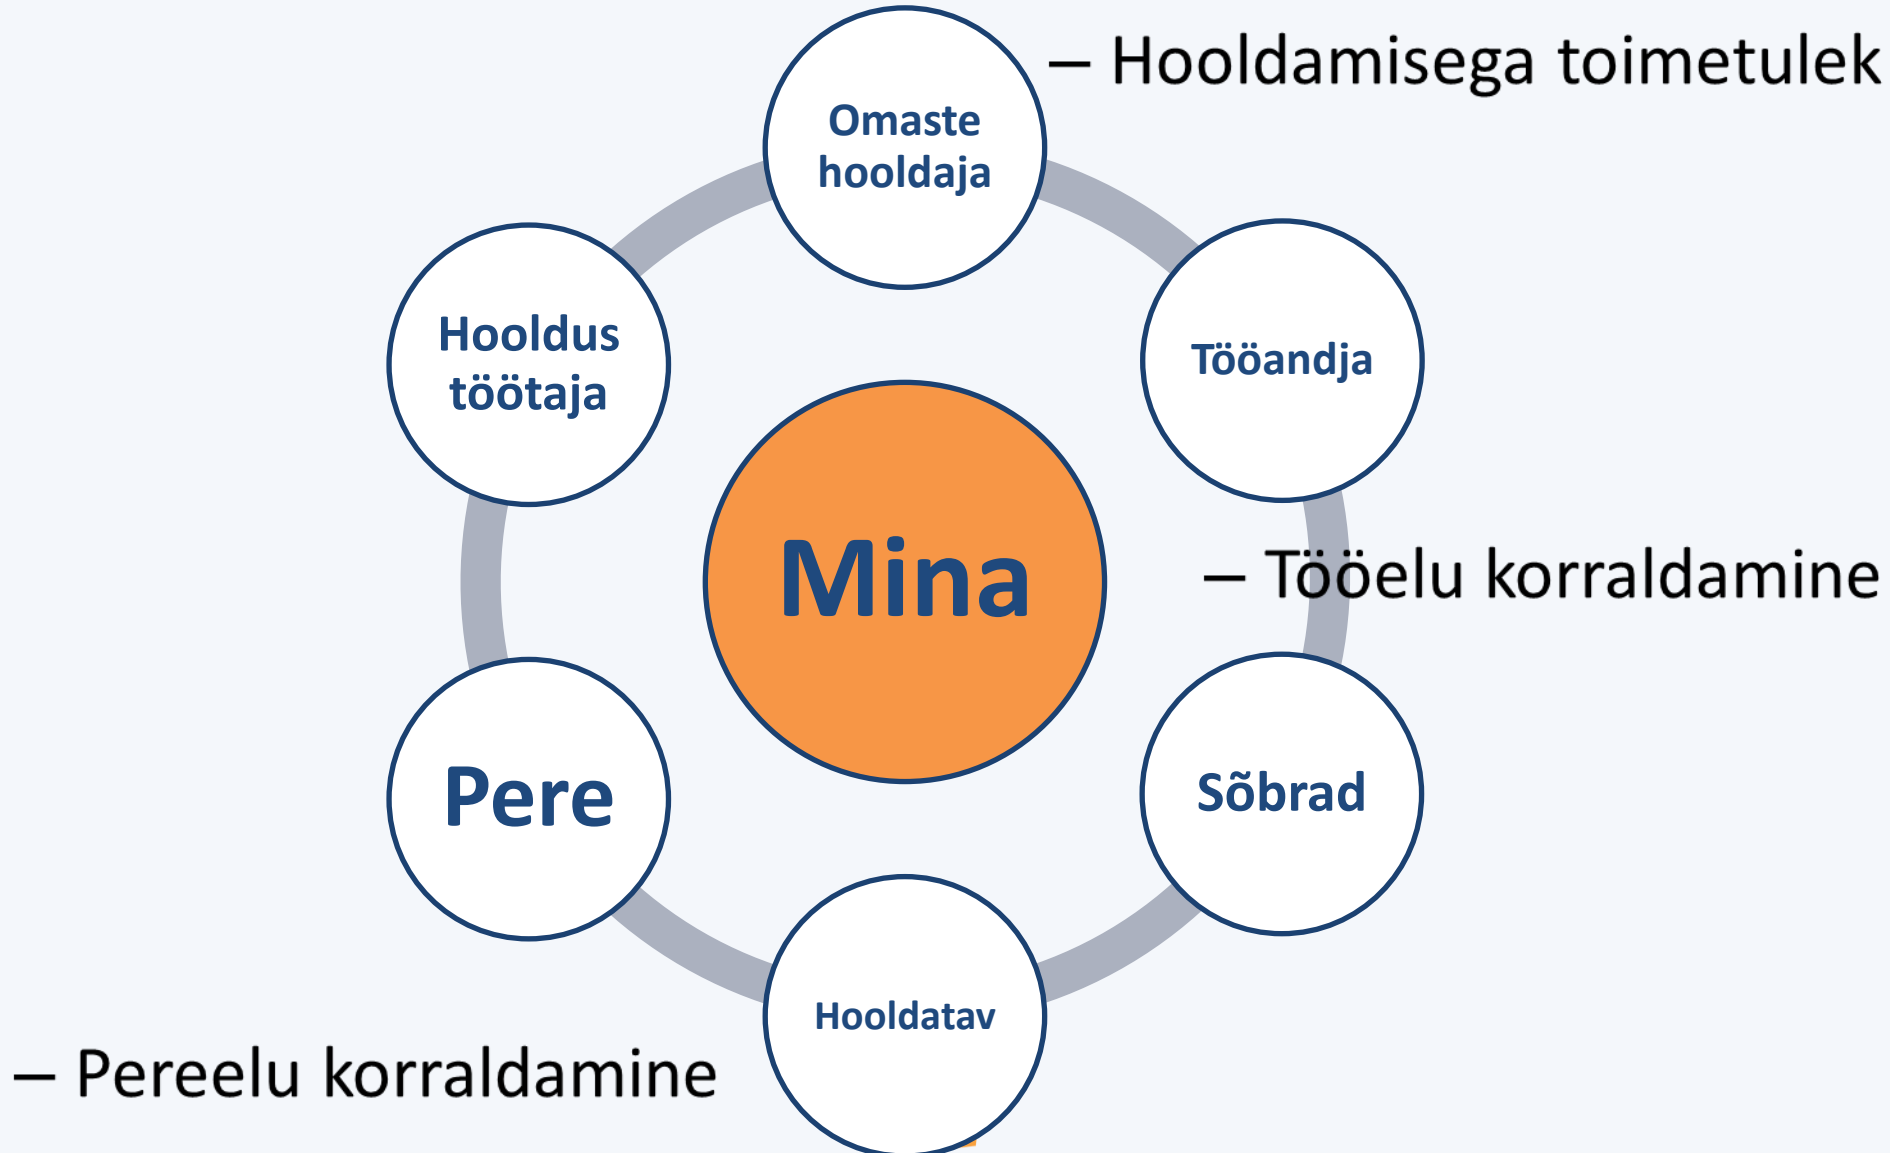 – Hooldamisega toimetulek
Omaste
hooldaja
Hooldus
töötaja
Tööandja
Mina
– Tööelu korraldamine
Pere
Sõbrad
Hooldatav
– Pereelu korraldamine